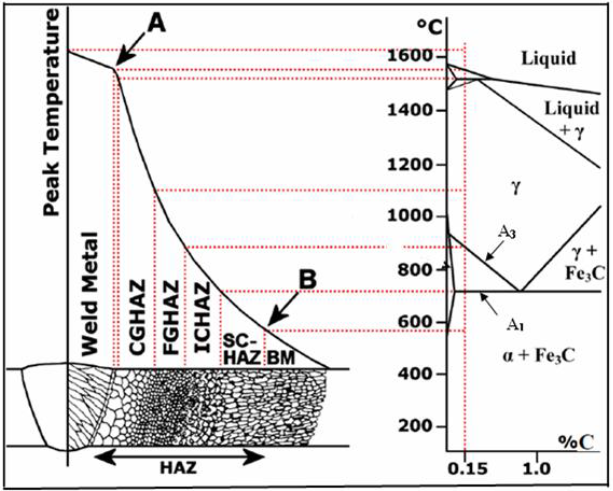 Peak Temperature
A
B
Weld Metal
CGHAZ
FGHAZ
ICHAZ
SC-
HAZ
BM
HAZ
°C
1600
1400
1200
1000
800
600
400
200
Liquid
Liquid
+ γ
γ
A₃
γ +
Fe₃C
A₁
α + Fe₃C
%C
0.15
1.0